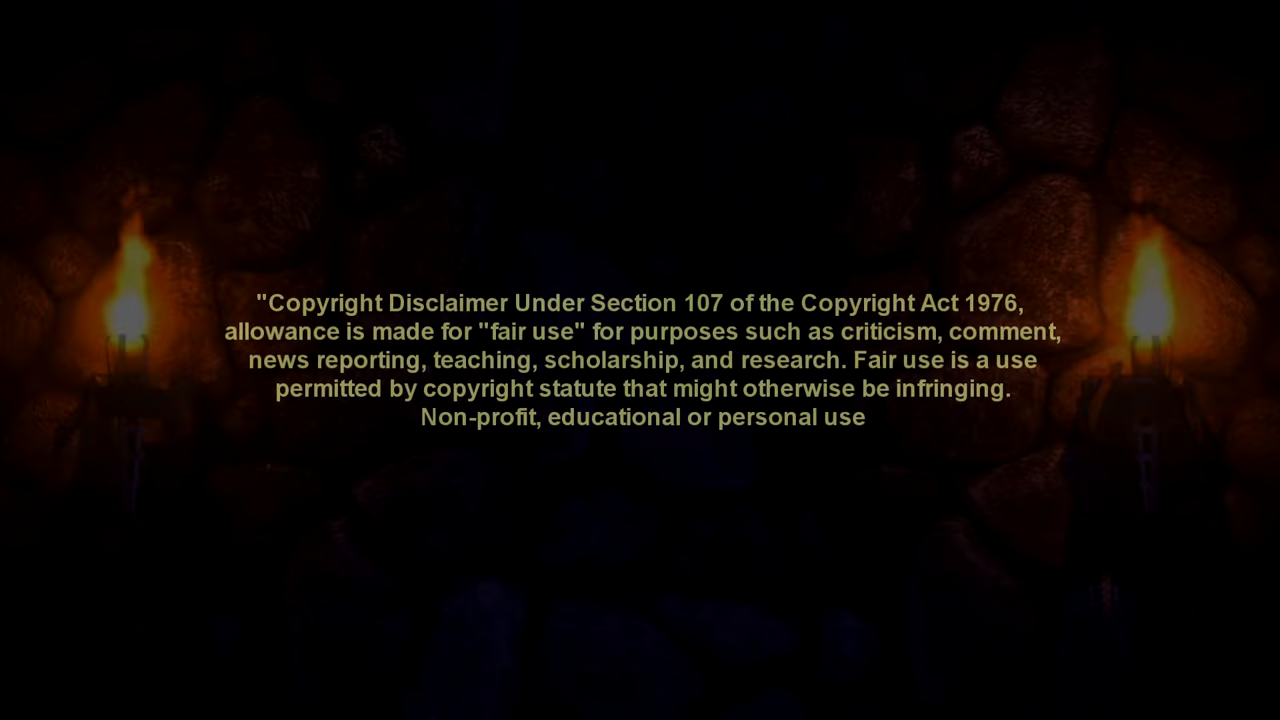 "Copyright Disclaimer Under Section 107 of the Copyright Act 1976,
allowance is made for "fair use" for purposes such as criticism, comment,
news reporting, teaching, scholarship, and research. Fair use is a use
permitted by copyright statute that might otherwise be infringing.
Non-profit, educational or personal use